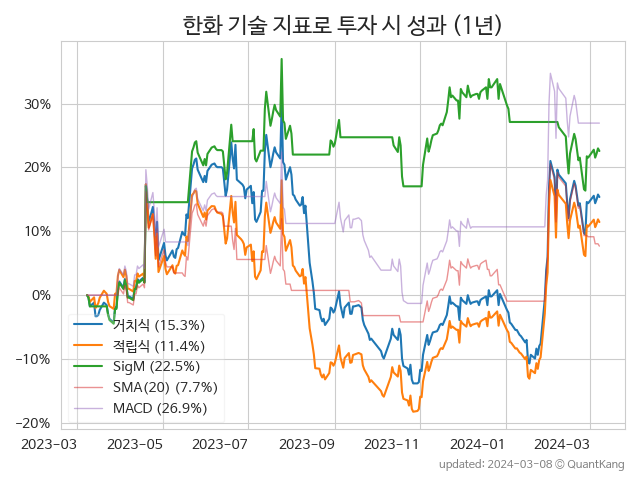 한화 기술 지표로 투자 시 성과 (1년)
30%
20%
10%
0%
−10%
−20%
거치식 (15.3%)
적립식 (11.4%)
SigM (22.5%)
SMA(20) (7.7%)
MACD (26.9%)
2023−03 2023−05 2023−07 2023−09 2023−11 2024−01 2024−03
updated: 2024-03-08 ⓒ QuantKang